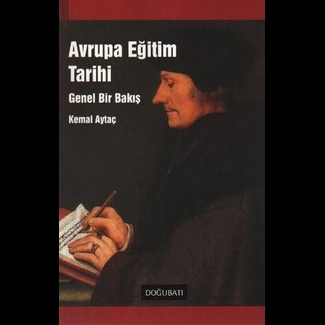 Avrupa Eğitim
Tarihi
Genel Bir Bakış
Kemal Aytaç
DOĞUBATI